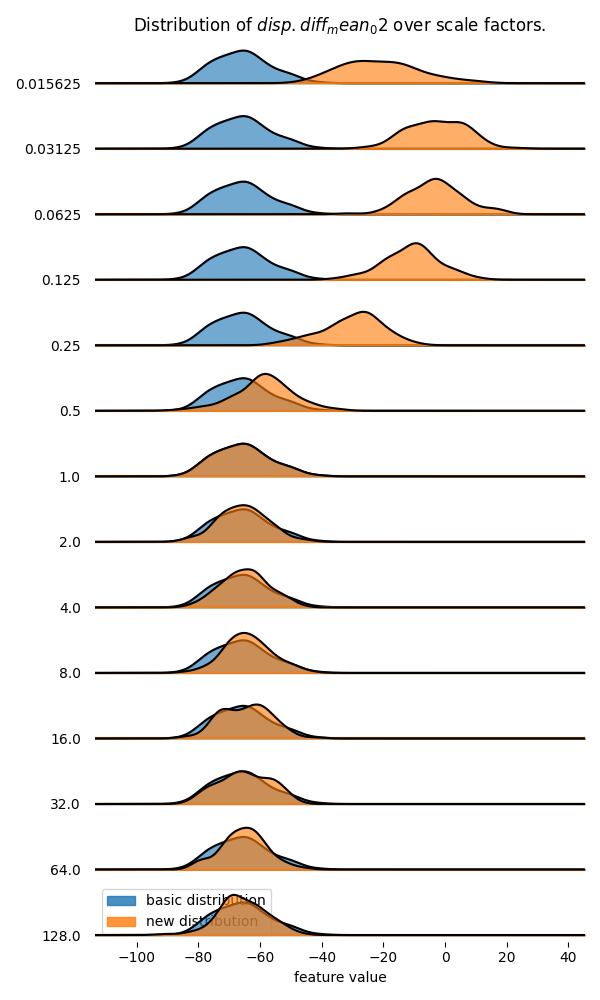 Distribution of disp. diff_mean_02 over scale factors.
0.015625
0.03125
0.0625
0.125
0.25
0.5
1.0
2.0
4.0
8.0
16.0
32.0
64.0
128.0
basic distribution
new distribution
−100 −80 −60 −40 −20 0 20 40
feature value